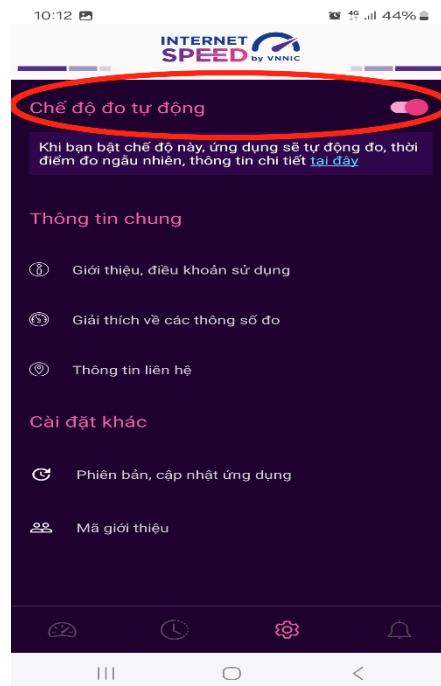 10:12
4G 44%
INTERNET
SPEED by VNNIC
Chế độ đo tự động
Khi bạn bật chế độ này, ứng dụng sẽ tự động đo, thời
điểm đo ngẫu nhiên, thông tin chi tiết tại đây
Thông tin chung
Giới thiệu, điều khoản sử dụng
Giải thích về các thông số đo
Thông tin liên hệ
Cài đặt khác
Phiên bản, cập nhật ứng dụng
Mã giới thiệu